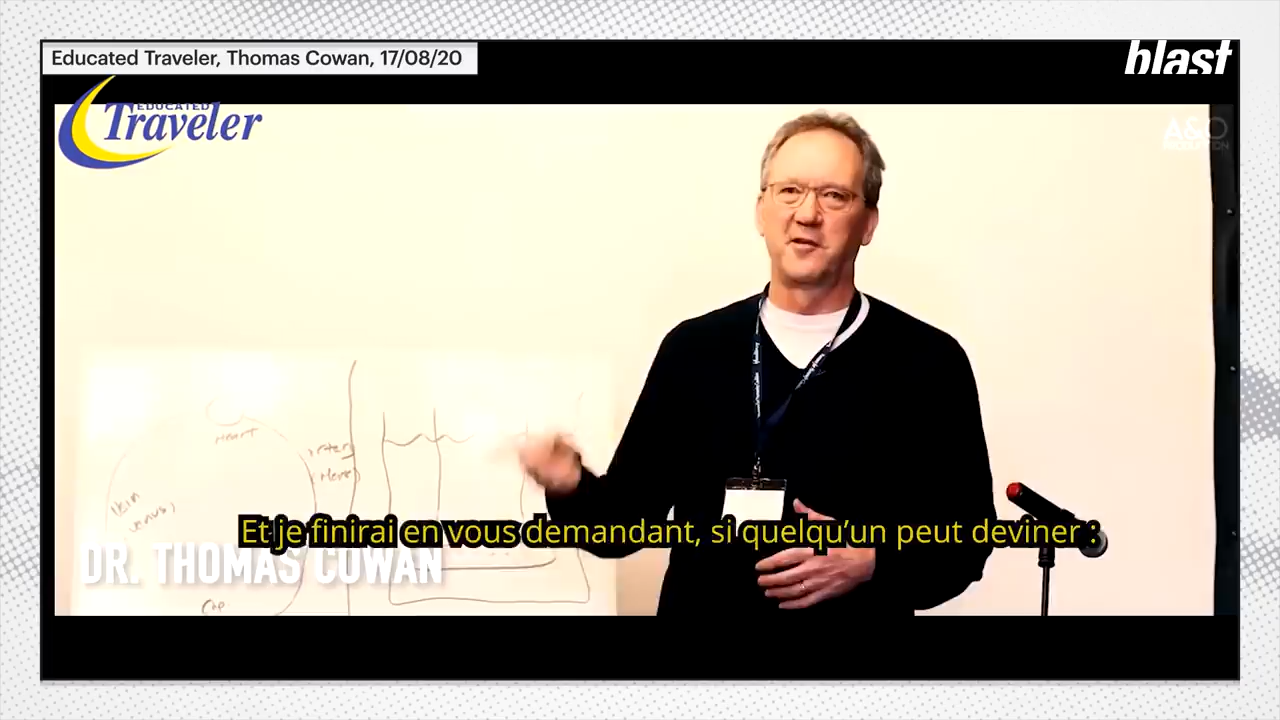 Educated Traveler, Thomas Cowan, 17/08/20
blast
EDUCATED
Traveler
A&O
Heart
Et je finirai en vous demandant, si quelqu’un peut deviner :
DR. THOMAS COWAN
Cap